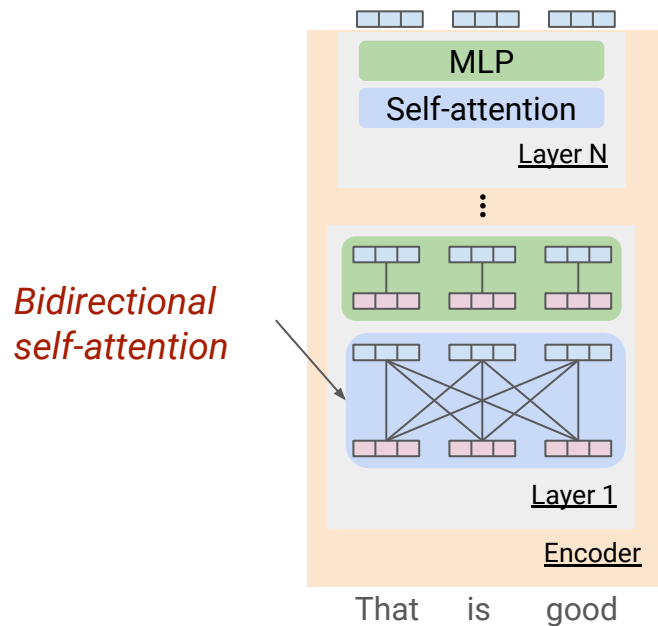 MLP
Self-attention
Layer N
Bidirectional
self-attention
Layer 1
Encoder
That is good